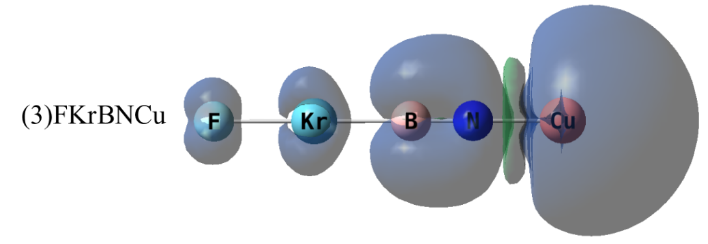 (3)FKrBNCu F Kr B N Cu